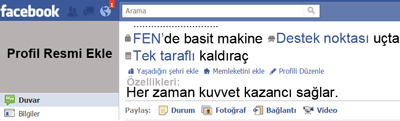 facebook
1
Arama
FEN'de basit makine Destek noktası uçta
Tek taraflı kaldıraç
Profil Resmi Ekle
Yaşadığın şehri ekle Memleketini ekle Profili Düzenle
Özellikleri:
Her zaman kuvvet kazancı sağlar.
Duvar
Bilgiler
Paylaş: Durum Fotoğraf Bağlantı Video